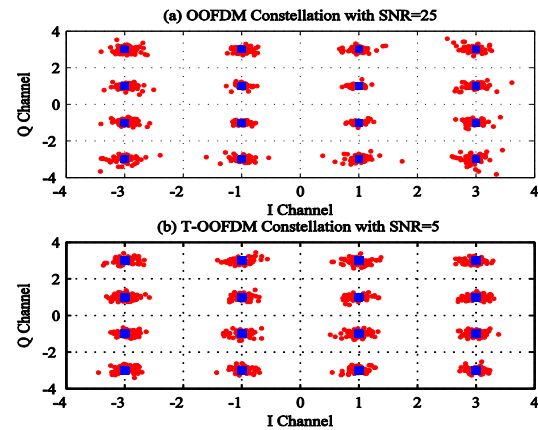 (a) OOFDM Constellation with SNR=25
4
2
0
-2
-4
Q Channel
-4 -3 -2 -1 0 1 2 3 4
I Channel
(b) T-OOFDM Constellation with SNR=5
4
2
0
-2
-4
Q Channel
-4 -3 -2 -1 0 1 2 3 4
I Channel